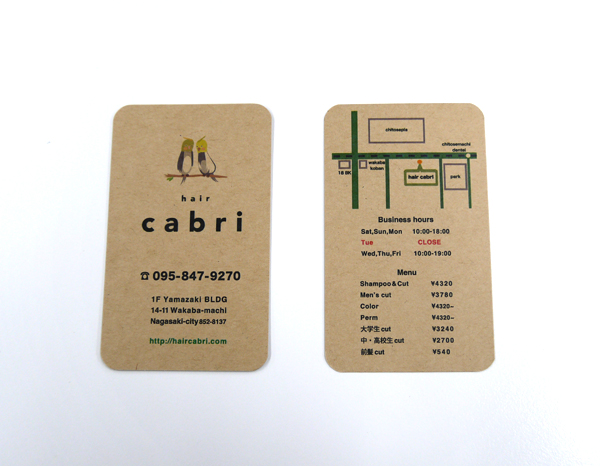 hair
cabri
☎ 095-847-9270
1F Yamazaki BLDG
14-11 Wakaba-machi
Nagasaki-city 852-8137
http://haircabri.com
chitosepia
chitosemachi
dental
18 BK
wakaba
koban
hair cabri
park
Business hours
Sat,Sun,Mon 10:00-18:00
Tue CLOSE
Wed,Thu,Fri 10:00-19:00
Menu
Shampoo&Cut ¥4320
Men's cut ¥3780
Color ¥4320~
Perm ¥4320~
大学生 cut ¥3240
中・高校生 cut ¥2700
前髪 cut ¥540